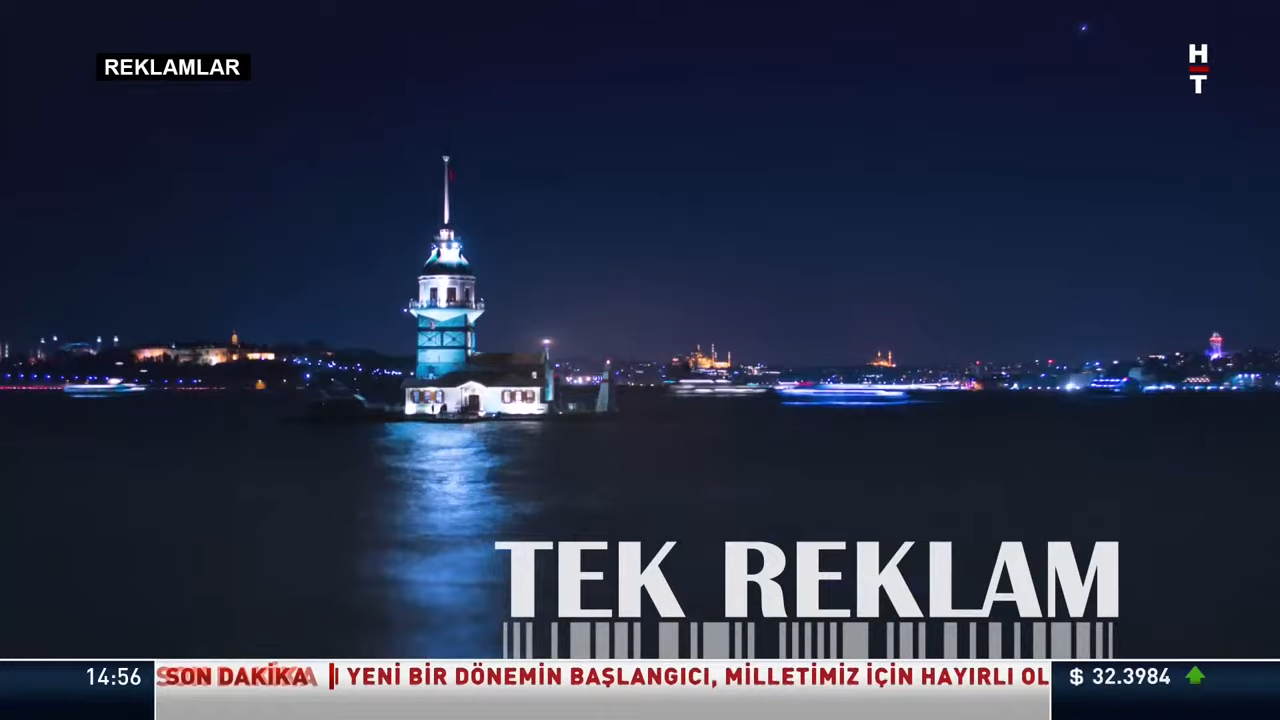 REKLAMLAR
H
T
TEK REKLAM
14:56
SON DAKİKA
YENİ BİR DÖNEMİN BAŞLANGICI, MİLLETİMİZ İÇİN HAYIRLI OL
$ 32.3984